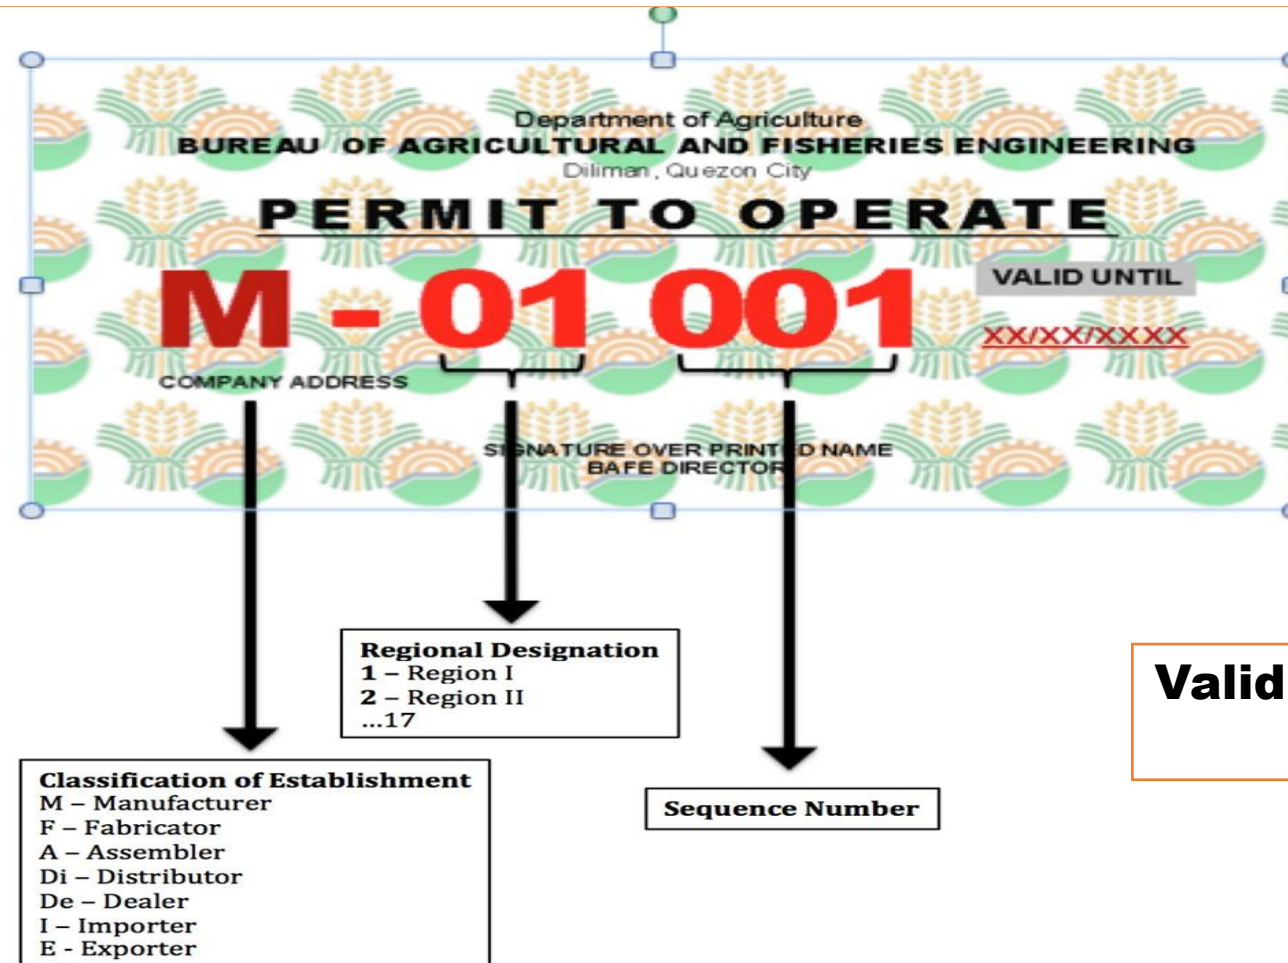 Department of Agriculture
BUREAU OF AGRICULTURAL AND FISHERIES ENGINEERING
Diliman, Quezon City
PERMIT TO OPERATE
M - 01 001
VALID UNTIL
XX/XX/XXXX
COMPANY ADDRESS
SIGNATURE OVER PRINTED NAME
BAFE DIRECTOR
Regional Designation
1 – Region I
2 – Region II
...17
Valid
Classification of Establishment
M – Manufacturer
F – Fabricator
A – Assembler
Di – Distributor
De – Dealer
I – Importer
E - Exporter
Sequence Number